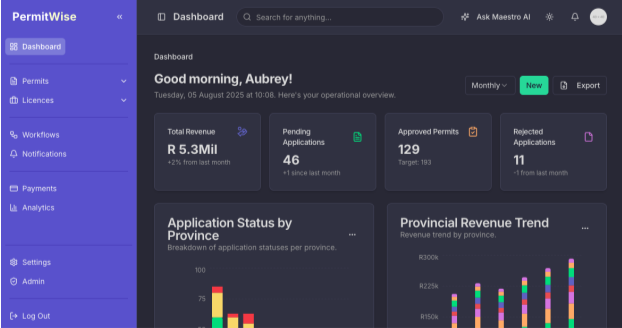 PermitWise «
Dashboard
Search for anything...
Ask Maestro AI
Dashboard
Permits
Licences
Workflows
Notifications
Payments
Analytics
Settings
Admin
Log Out
Dashboard
Good morning, Aubrey!
Tuesday, 05 August 2025 at 10:08. Here's your operational overview.
Monthly
New
Export
Total Revenue
R 5.3Mil
+2% from last month
Pending
Applications
46
+1 since last month
Approved Permits
129
Target: 193
Rejected
Applications
11
-1 from last month
Application Status by
Province
...
Breakdown of application statuses per province.
100
75
Provincial Revenue Trend
...
Revenue trend by province.
R300k
R225k
R150k